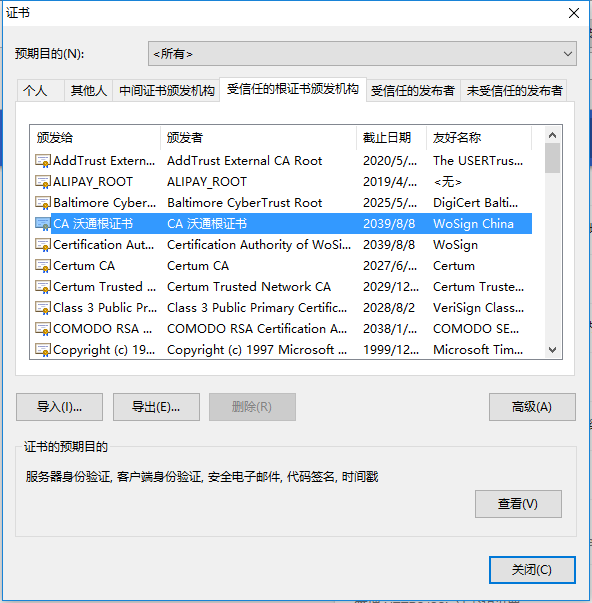 证书
预期目的(N):
<所有>
个人 其他人 中间证书颁发机构 受信任的根证书颁发机构 受信任的发布者 未受信任的发布者
颁发给 颁发者 截止日期 友好名称
AddTrust Extern... AddTrust External CA Root 2020/5/... The USERTrus...
ALIPAY_ROOT ALIPAY_ROOT 2019/4/... <无>
Baltimore Cyber... Baltimore CyberTrust Root 2025/5/... DigiCert Balti...
CA 沃通根证书 CA 沃通根证书 2039/8/8 WoSign China
Certification Aut... Certification Authority of WoSi... 2039/8/8 WoSign
Certum CA Certum CA 2027/6/... Certum
Certum Trusted ... Certum Trusted Network CA 2029/12... Certum Truste...
Class 3 Public Pr... Class 3 Public Primary Certific... 2028/8/2 VeriSign Class...
COMODO RSA ... COMODO RSA Certification A... 2038/1/... COMODO SE...
Copyright (c) 19... Copyright (c) 1997 Microsoft ... 1999/12... Microsoft Tim...
导入(I)... 导出(E)... 删除(R) 高级(A)
证书的预期目的
服务器身份验证, 客户端身份验证, 安全电子邮件, 代码签名, 时间戳
查看(V)
关闭(C)